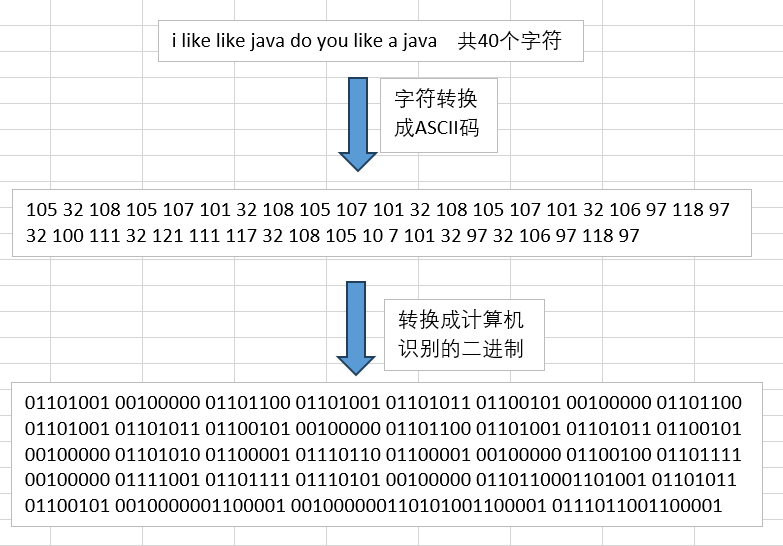 i like like java do you like a java 共40个字符
字符转换
成ASCII码
105 32 108 105 107 101 32 108 105 107 101 32 108 105 107 101 32 106 97 118 97
32 100 111 32 121 111 117 32 108 105 10 7 101 32 97 32 106 97 118 97
转换成计算机
识别的二进制
01101001 00100000 01101100 01101001 01101011 01100101 00100000 01101100
01101001 01101011 01100101 00100000 01101100 01101001 01101011 01100101
00100000 01101010 01100001 01110110 01100001 00100000 01100100 01101111
00100000 01111001 01101111 01110101 00100000 0110110001101001 01101011
01100101 0010000001100001 001000000110101001100001 0111011001100001